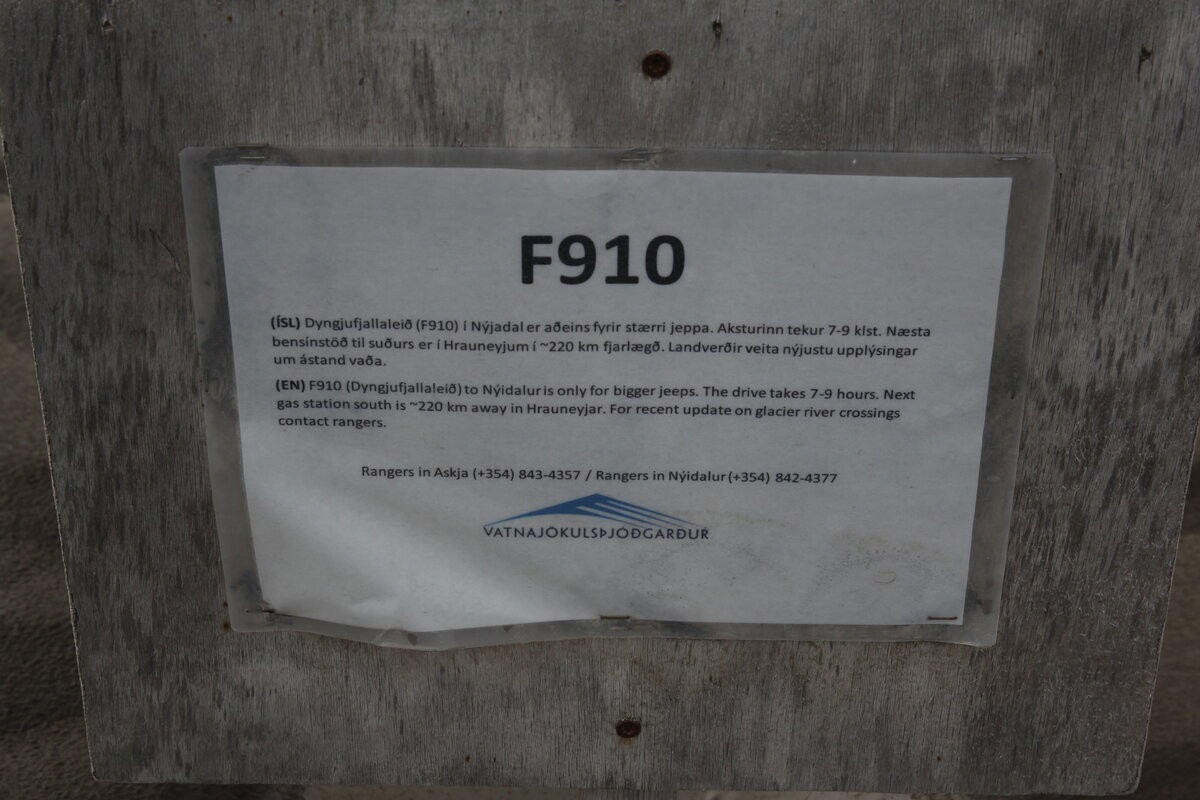 F910
(ÍSL) Dyngjufjallaleið (F910) í Nýjadal er aðeins fyrir stærri jeppa. Aksturinn tekur 7-9 klst. Næsta
bensínstöð til suðurs er í Hrauneyjum í ~220 km fjarlægð. Landverðir veita nýjustu upplýsingar
um ástand vaða.
(EN) F910 (Dyngjufjallaleið) to Nýidalur is only for bigger jeeps. The drive takes 7-9 hours. Next
gas station south is ~220 km away in Hrauneyjar. For recent update on glacier river crossings
contact rangers.
Rangers in Askja (+354) 843-4357 / Rangers in Nýidalur (+354) 842-4377
VATNAJÖKULSÞJÓÐGARÐUR